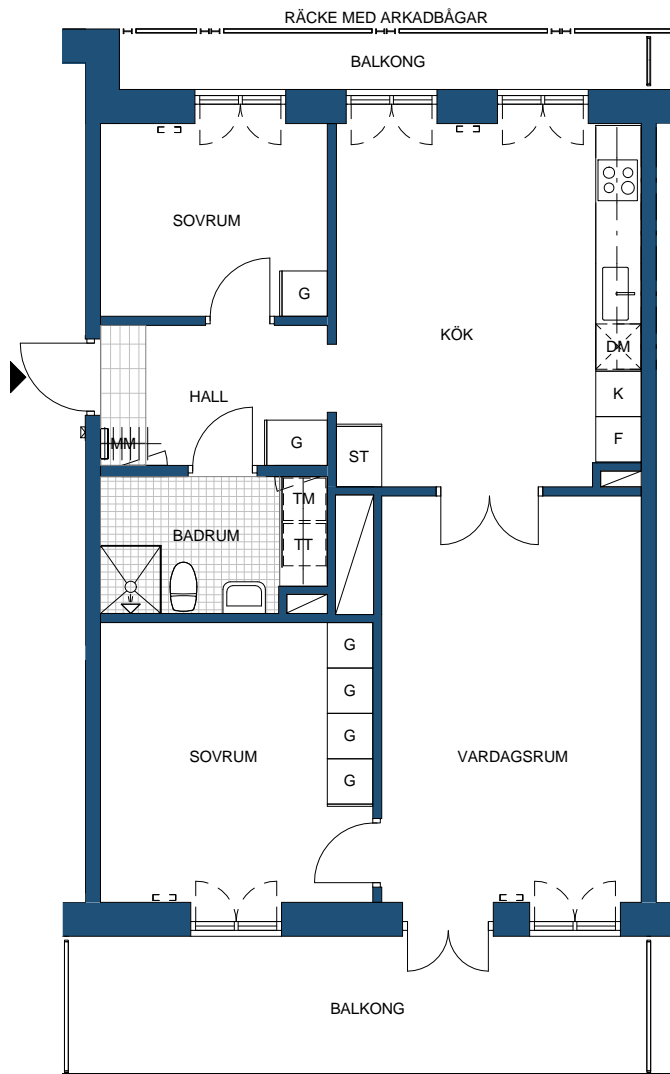 RÄCKE MED ARKADBÅGAR
BALKONG
SOVRUM
G
KÖK
DM
K
F
HALL
MM
G
ST
BADRUM
TM
TT
SOVRUM
G
G
G
G
VARDAGSRUM
BALKONG